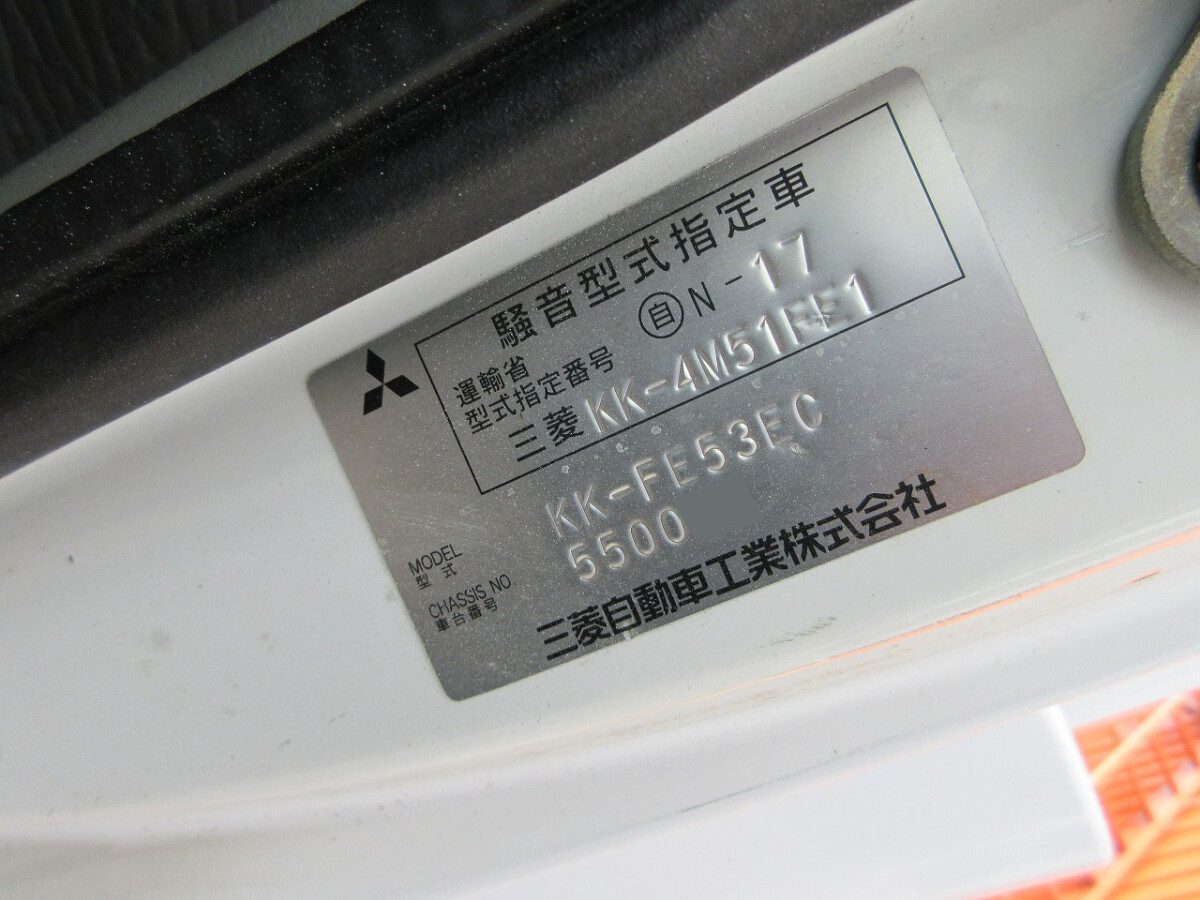 騒音型式指定車
運輸省
型式指定番号 自 N-17
三菱 KK-4M51FE1
MODEL
型式 KK-FE53EC
CHASSIS NO.
車台番号 5500
三菱自動車工業株式会社